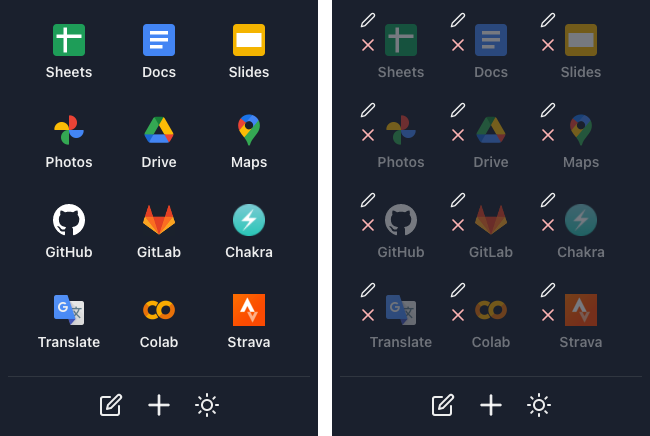 Sheets Docs Slides
Photos Drive Maps
GitHub GitLab Chakra
Translate Colab Strava
Sheets Docs Slides
Photos Drive Maps
GitHub GitLab Chakra
Translate Colab Strava